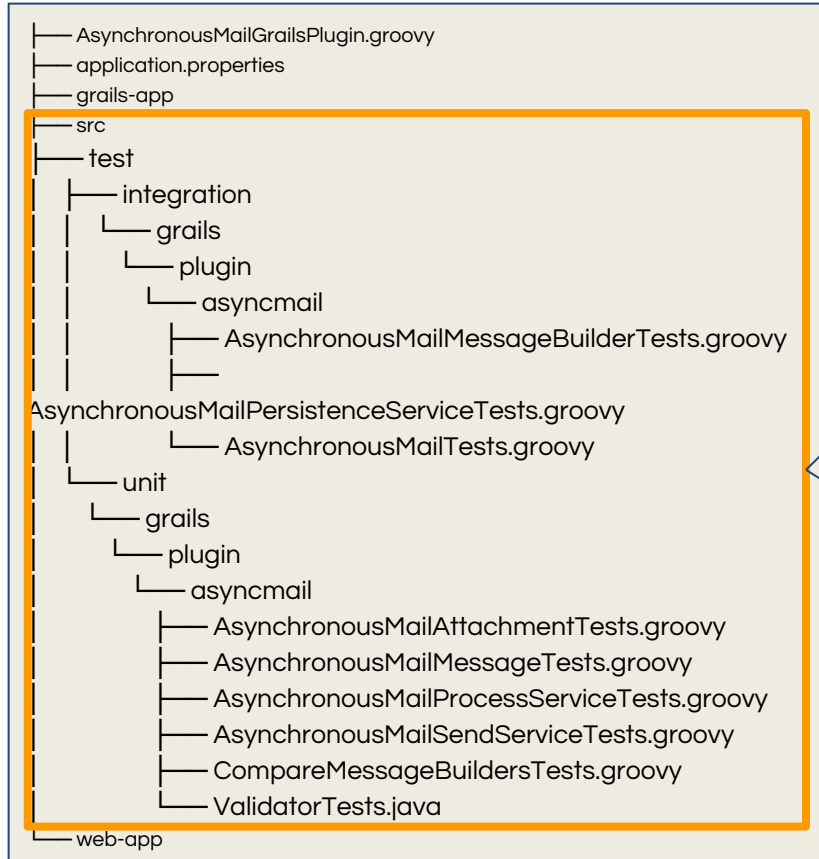 ├── AsynchronousMailGrailsPlugin.groovy
├── application.properties
├── grails-app
├── src
├── test
│   ├── integration
│   │   └── grails
│   │       └── plugin
│   │           └── asyncmail
│   │               ├── AsynchronousMailMessageBuilderTests.groovy
│   │               ├──
AsynchronousMailPersistenceServiceTests.groovy
│   │               └── AsynchronousMailTests.groovy
│   └── unit
│       └── grails
│           └── plugin
│               └── asyncmail
│                   ├── AsynchronousMailAttachmentTests.groovy
│                   ├── AsynchronousMailMessageTests.groovy
│                   ├── AsynchronousMailProcessServiceTests.groovy
│                   ├── AsynchronousMailSendServiceTests.groovy
│                   ├── CompareMessageBuildersTests.groovy
│                   └── ValidatorTests.java
└── web-app